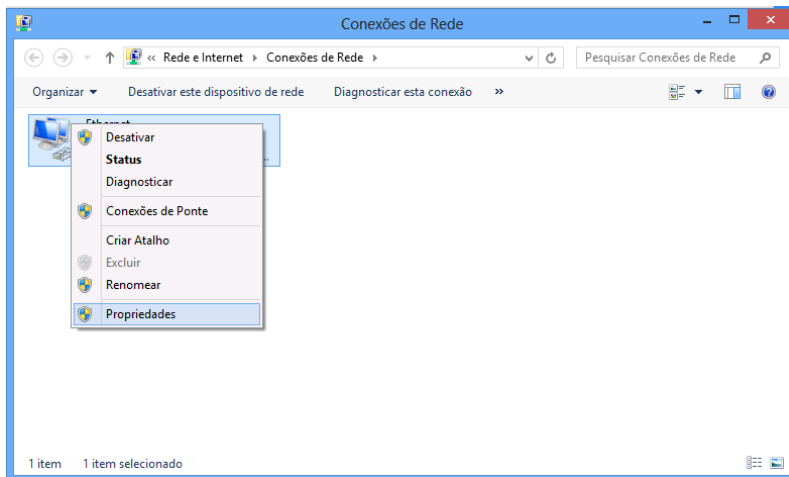 Conexões de Rede
« Rede e Internet Conexões de Rede Pesquisar Conexões de Rede
Organizar Desativar este dispositivo de rede Diagnosticar esta conexão »
Ethernet
Desativar
Status
Diagnosticar
Conexões de Ponte
Criar Atalho
Excluir
Renomear
Propriedades
1 item 1 item selecionado